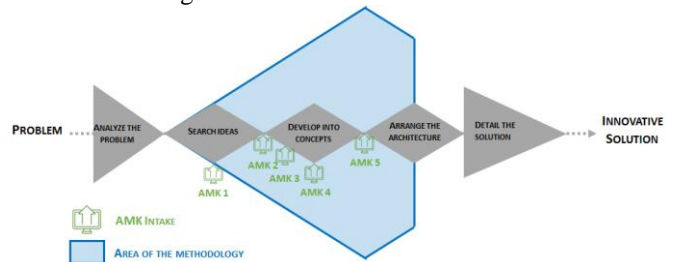 PROBLEM
ANALYZE THE
PROBLEM
SEARCH IDEAS
DEVELOP INTO
CONCEPTS
ARRANGE THE
ARCHITECTURE
DETAIL THE
SOLUTION
INNOVATIVE
SOLUTION
AMK 1
AMK 2
AMK 3
AMK 4
AMK 5
AMK INTAKE
AREA OF THE METHODOLOGY